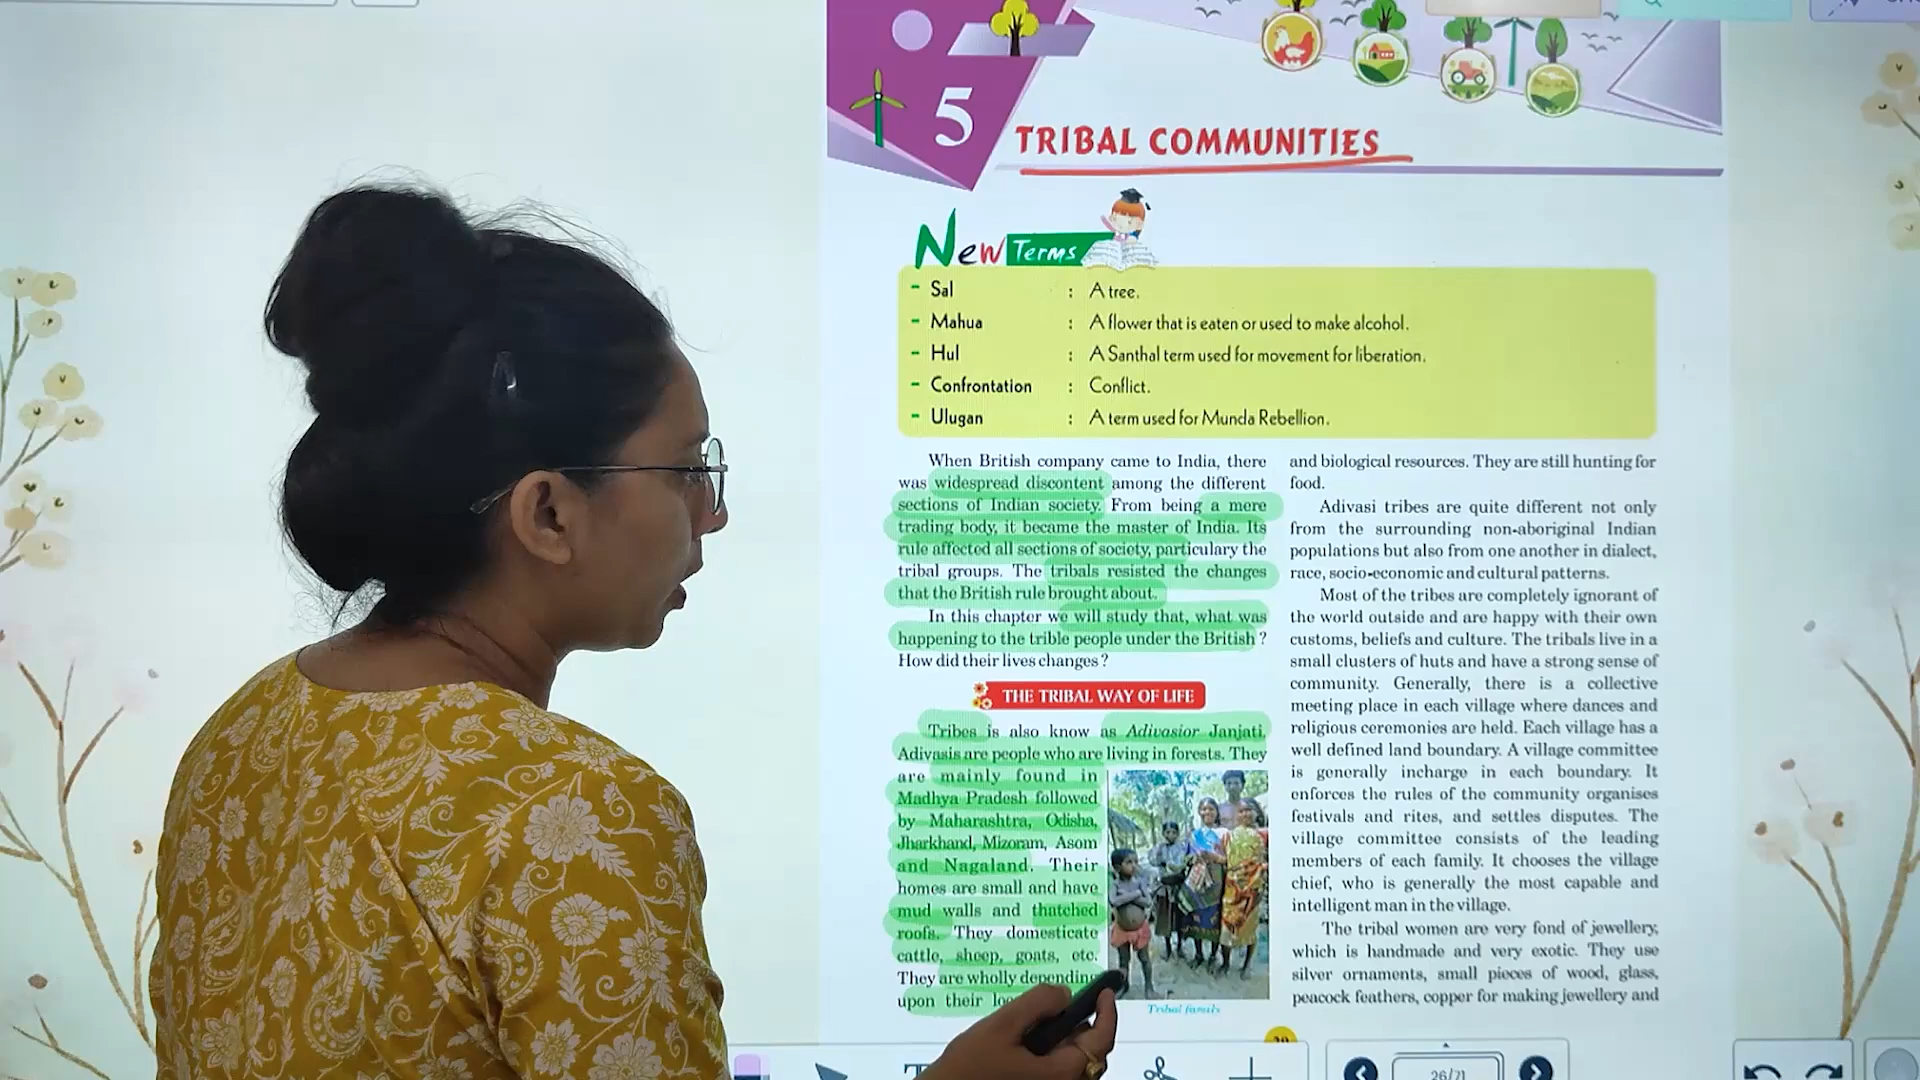 5
TRIBAL COMMUNITIES
New Terms
- Sal : A tree.
- Mahua : A flower that is eaten or used to make alcohol.
- Hul : A Santhal term used for movement for liberation.
- Confrontation : Conflict.
- Ulugan : A term used for Munda Rebellion.
When British company came to India, there
was widespread discontent among the different
sections of Indian society. From being a mere
trading body, it became the master of India. Its
rule affected all sections of society, particulary the
tribal groups. The tribals resisted the changes
that the British rule brought about.
In this chapter we will study that, what was
happening to the trible people under the British ?
How did their lives changes ?
THE TRIBAL WAY OF LIFE
Tribes is also know as Adivasior Janjati.
Adivasis are people who are living in forests. They
are mainly found in
Madhya Pradesh followed
by Maharashtra, Odisha,
Jharkhand, Mizoram, Asom
and Nagaland. Their
homes are small and have
mud walls and thatched
roofs. They domesticate
cattle, sheep, goats, etc.
They are wholly depending
upon their
Tribal family
and biological resources. They are still hunting for
food.
Adivasi tribes are quite different not only
from the surrounding non-aboriginal Indian
populations but also from one another in dialect,
race, socio-economic and cultural patterns.
Most of the tribes are completely ignorant of
the world outside and are happy with their own
customs, beliefs and culture. The tribals live in a
small clusters of huts and have a strong sense of
community. Generally, there is a collective
meeting place in each village where dances and
religious ceremonies are held. Each village has a
well defined land boundary. A village committee
is generally incharge in each boundary. It
enforces the rules of the community organises
festivals and rites, and settles disputes. The
village committee consists of the leading
members of each family. It chooses the village
chief, who is generally the most capable and
intelligent man in the village.
The tribal women are very fond of jewellery,
which is handmade and very exotic. They use
silver ornaments, small pieces of wood, glass,
peacock feathers, copper for making jewellery and
26/71